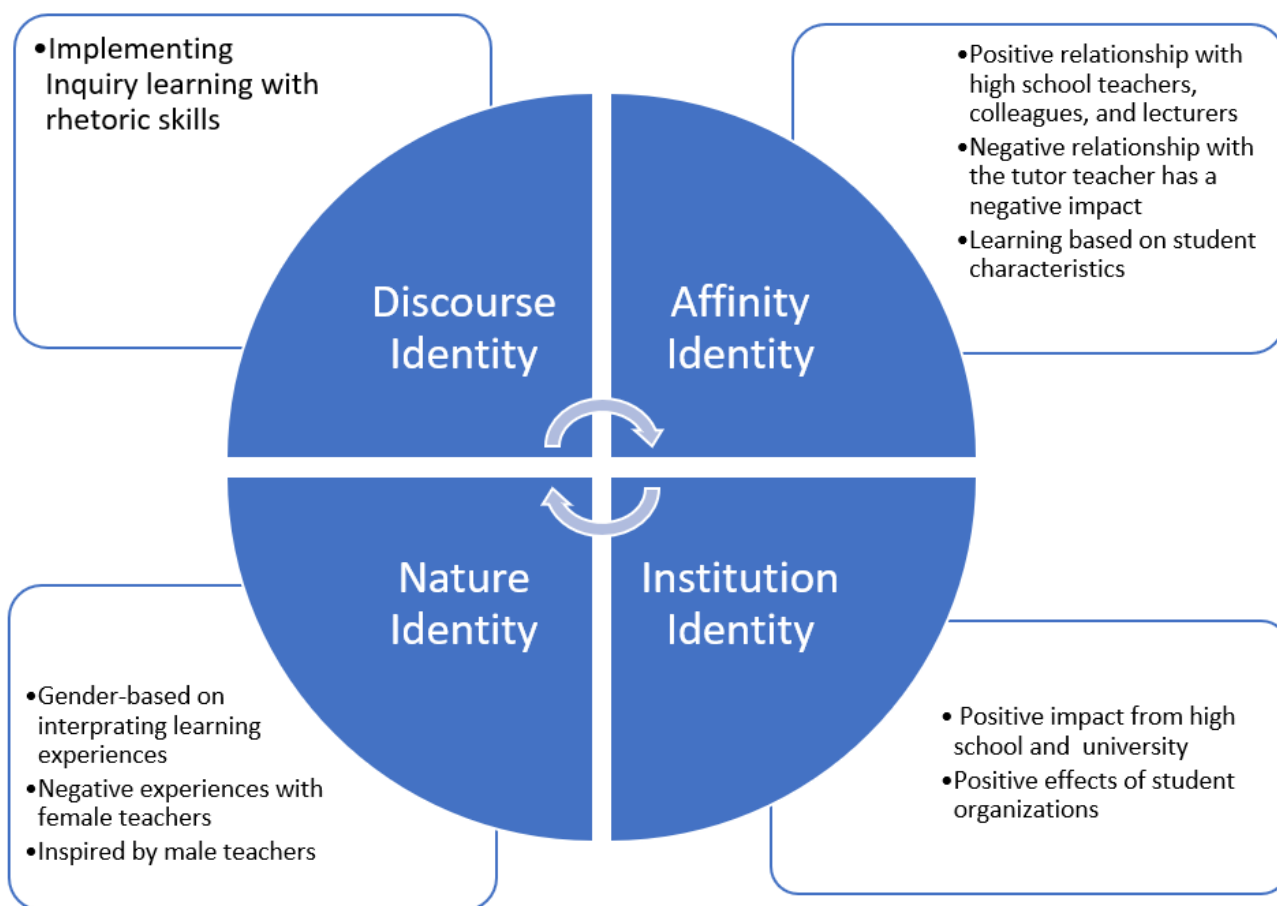 •Implementing
Inquiry learning with
rhetoric skills
•Positive relationship with
high school teachers,
colleagues, and lecturers
•Negative relationship with
the tutor teacher has a
negative impact
•Learning based on student
characteristics
Discourse
Identity
Affinity
Identity
Nature
Identity
Institution
Identity
•Gender-based on
interprating learning
experiences
•Negative experiences with
female teachers
•Inspired by male teachers
• Positive impact from high
school and university
•Positive effects of student
organizations